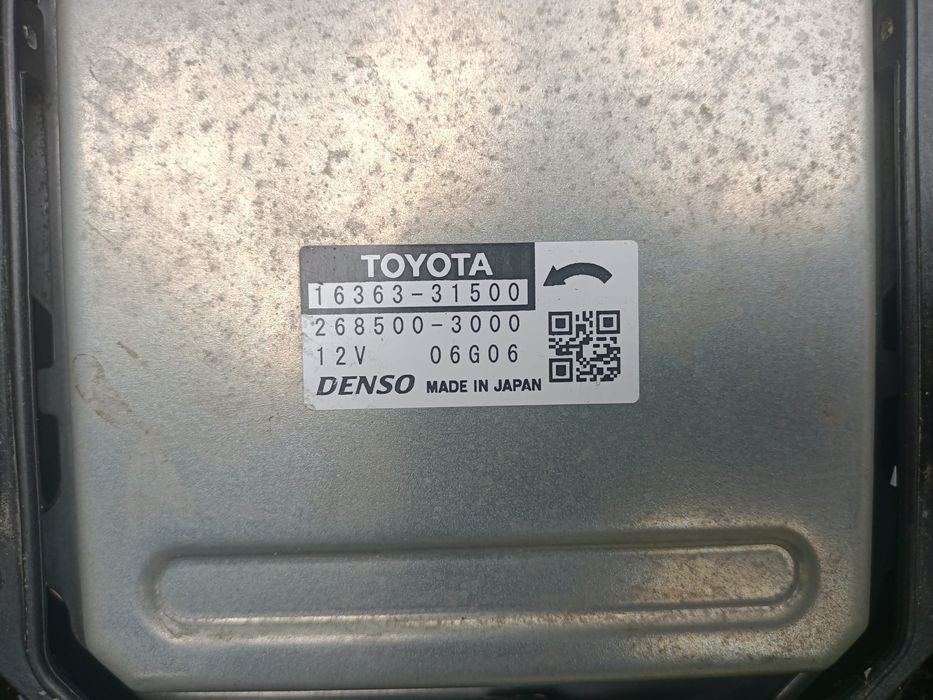 TOYOTA
16363-31500
268500-3000
12V 06G06
DENSO MADE IN JAPAN